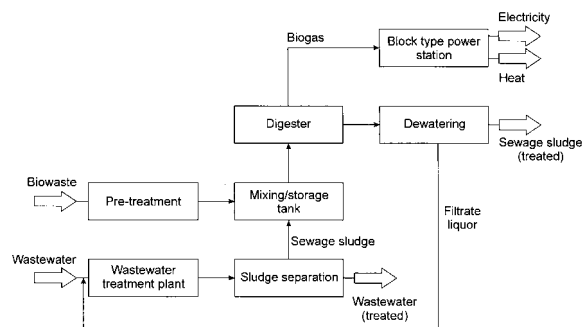 Electricity
Biogas
Block type power
station
Heat
Digester
Dewatering
Sewage sludge
(treated)
Biowaste
Pre-treatment
Mixing/storage
tank
Filtrate
liquor
Sewage sludge
Wastewater
Wastewater
treatment plant
Sludge separation
Wastewater
(treated)